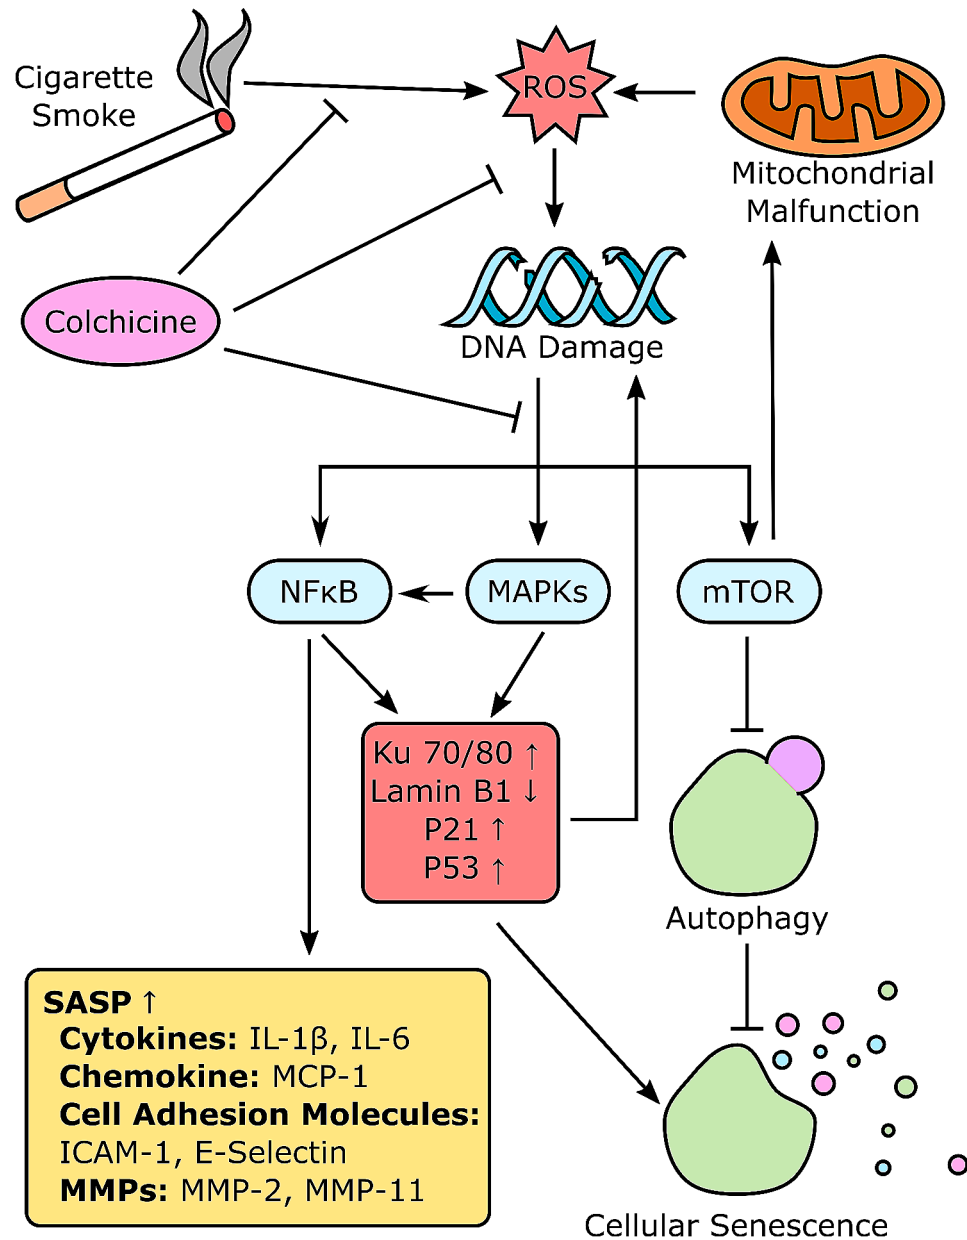 Cigarette
Smoke
ROS
Mitochondrial
Malfunction
Colchicine
DNA Damage
NFκB
MAPKs
mTOR
Ku 70/80 ↑
Lamin B1 ↓
P21 ↑
P53 ↑
Autophagy
SASP ↑
Cytokines: IL-1β, IL-6
Chemokine: MCP-1
Cell Adhesion Molecules:
ICAM-1, E-Selectin
MMPs: MMP-2, MMP-11
Cellular Senescence